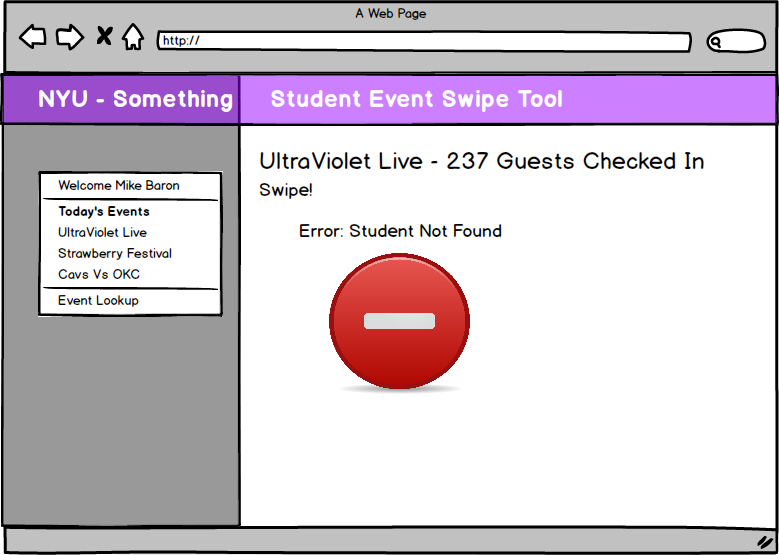 A Web Page
http://
NYU - Something
Student Event Swipe Tool
Welcome Mike Baron
Today's Events
UltraViolet Live
Strawberry Festival
Cavs Vs OKC
Event Lookup
UltraViolet Live - 237 Guests Checked In
Swipe!
Error: Student Not Found